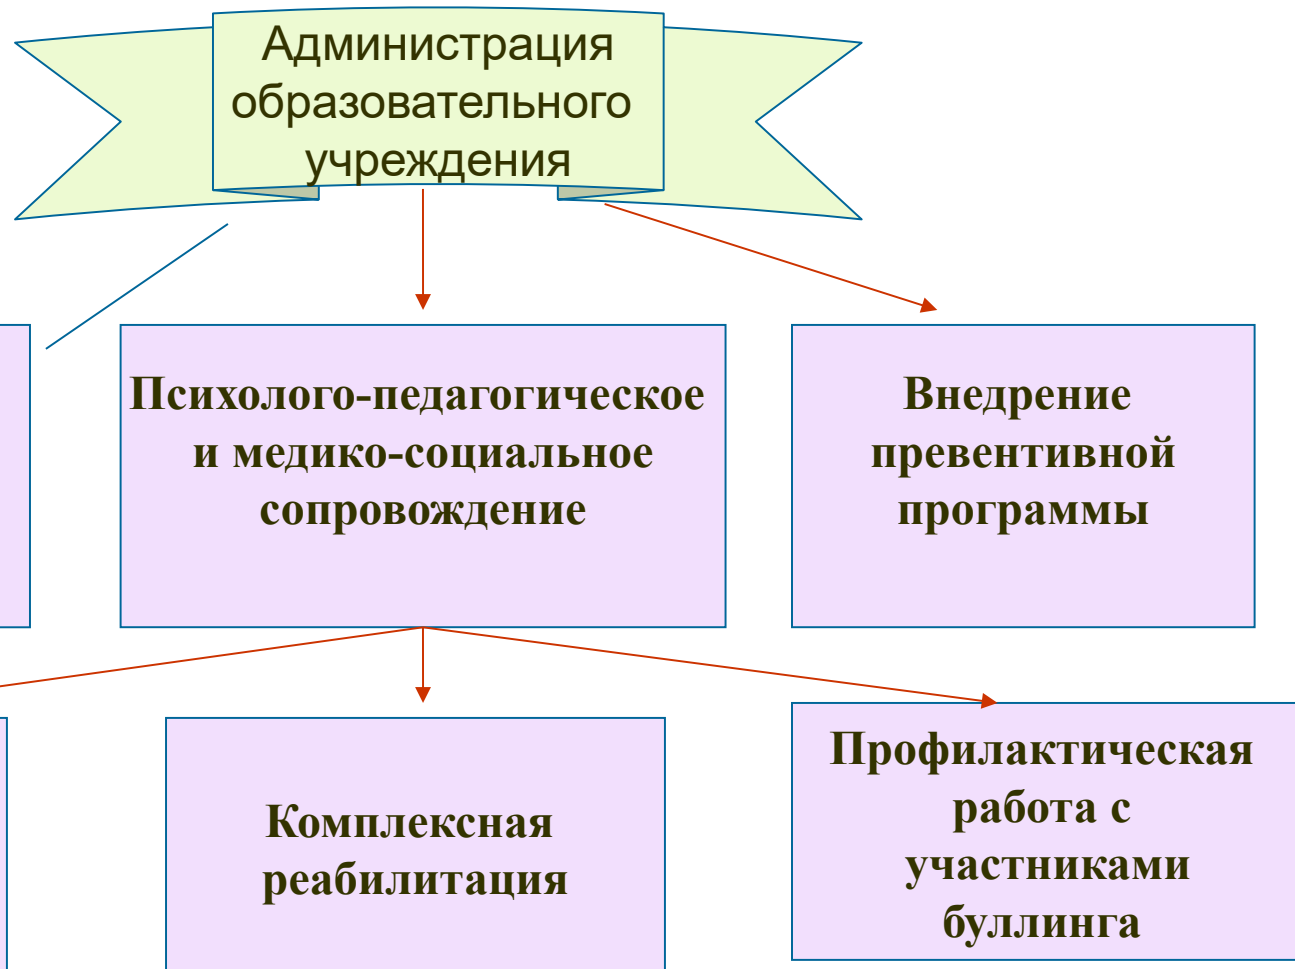 Администрация
образовательного
учреждения
Психолого-педагогическое
и медико-социальное
сопровождение
Внедрение
превентивной
программы
Комплексная
реабилитация
Профилактическая
работа с
участниками
буллинга